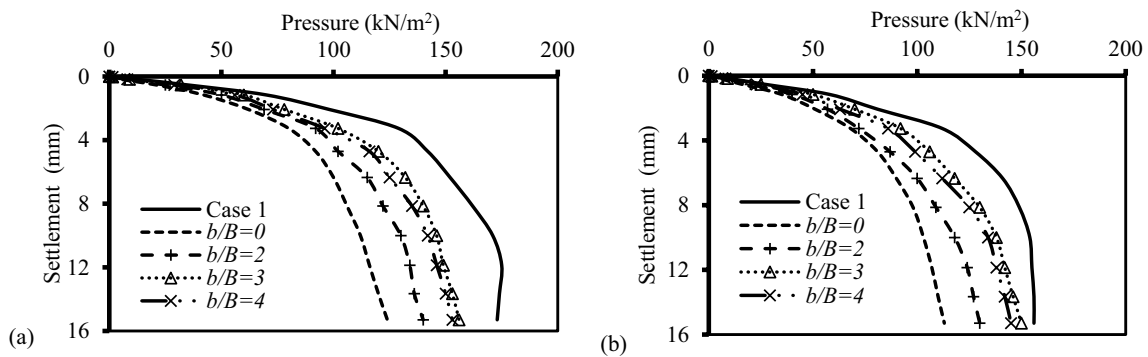 Pressure (kN/m²)
0 50 100 150 200
0
4
8
12
16
Settlement (mm)
Case 1
b/B=0
b/B=2
b/B=3
b/B=4
(a)
Pressure (kN/m²)
0 50 100 150 200
0
4
8
12
16
Settlement (mm)
Case 1
b/B=0
b/B=2
b/B=3
b/B=4
(b)